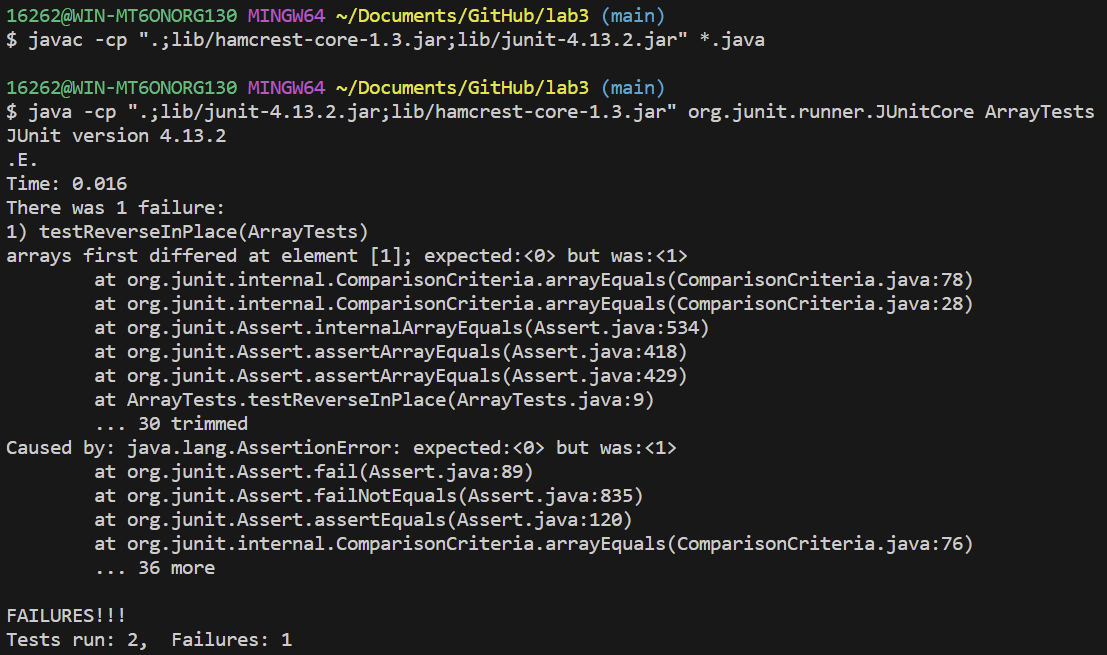 16262@WIN-MT6ONORG130 MINGW64 ~/Documents/GitHub/lab3 (main)
$ javac -cp ".;lib/hamcrest-core-1.3.jar;lib/junit-4.13.2.jar" *.java
16262@WIN-MT6ONORG130 MINGW64 ~/Documents/GitHub/lab3 (main)
$ java -cp ".;lib/junit-4.13.2.jar;lib/hamcrest-core-1.3.jar" org.junit.runner.JUnitCore ArrayTests
JUnit version 4.13.2
.E.
Time: 0.016
There was 1 failure:
1) testReverseInPlace(ArrayTests)
arrays first differed at element [1]; expected:<0> but was:<1>
        at org.junit.internal.ComparisonCriteria.arrayEquals(ComparisonCriteria.java:78)
        at org.junit.internal.ComparisonCriteria.arrayEquals(ComparisonCriteria.java:28)
        at org.junit.Assert.internalArrayEquals(Assert.java:534)
        at org.junit.Assert.assertArrayEquals(Assert.java:418)
        at org.junit.Assert.assertArrayEquals(Assert.java:429)
        at ArrayTests.testReverseInPlace(ArrayTests.java:9)
        ... 30 trimmed
Caused by: java.lang.AssertionError: expected:<0> but was:<1>
        at org.junit.Assert.fail(Assert.java:89)
        at org.junit.Assert.failNotEquals(Assert.java:835)
        at org.junit.Assert.assertEquals(Assert.java:120)
        at org.junit.internal.ComparisonCriteria.arrayEquals(ComparisonCriteria.java:76)
        ... 36 more
FAILURES!!!
Tests run: 2,  Failures: 1